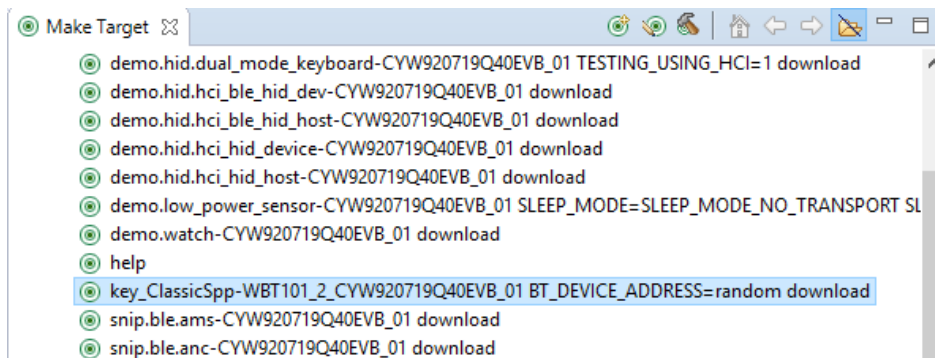 Make Target
demo.hid.dual_mode_keyboard-CYW920719Q40EVB_01 TESTING_USING_HCI=1 download
demo.hid.hci_ble_hid_dev-CYW920719Q40EVB_01 download
demo.hid.hci_ble_hid_host-CYW920719Q40EVB_01 download
demo.hid.hci_hid_device-CYW920719Q40EVB_01 download
demo.hid.hci_hid_host-CYW920719Q40EVB_01 download
demo.low_power_sensor-CYW920719Q40EVB_01 SLEEP_MODE=SLEEP_MODE_NO_TRANSPORT SL
demo.watch-CYW920719Q40EVB_01 download
help
key_ClassicSpp-WBT101_2_CYW920719Q40EVB_01 BT_DEVICE_ADDRESS=random download
snip.ble.ams-CYW920719Q40EVB_01 download
snip.ble.anc-CYW920719Q40EVB_01 download